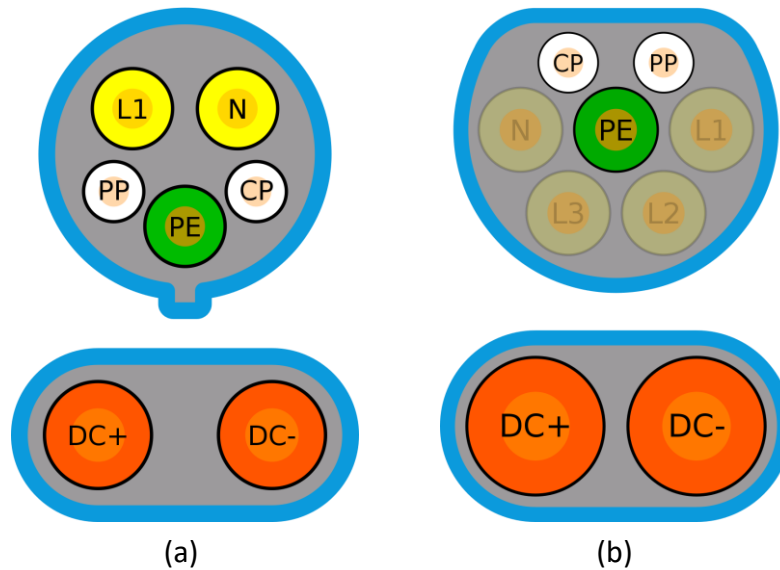 L1 N
PP CP
PE
DC+ DC-
(a)
CP PP
N PE L1
L3 L2
DC+ DC-
(b)